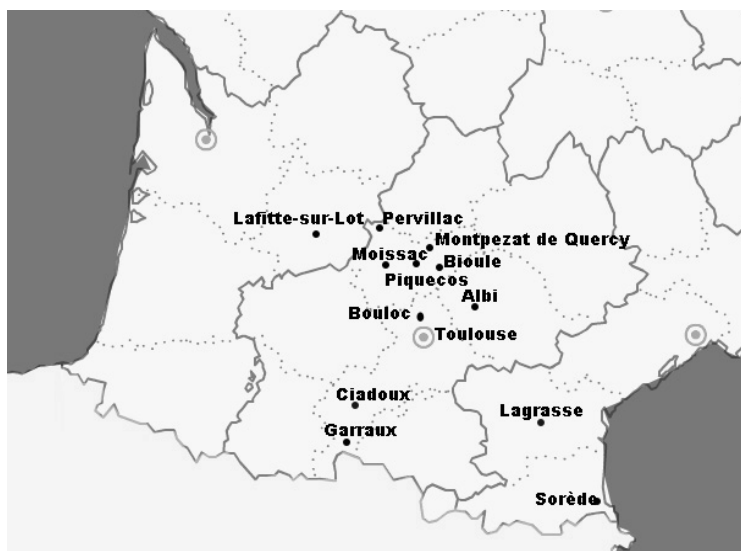 Lafitte-sur-Lot
Pervillac
Montpezat de Quercy
Moissac
Bioule
Piquecos
Albi
Bouloc
Toulouse
Ciadoux
Lagrasse
Garraux
Sorède